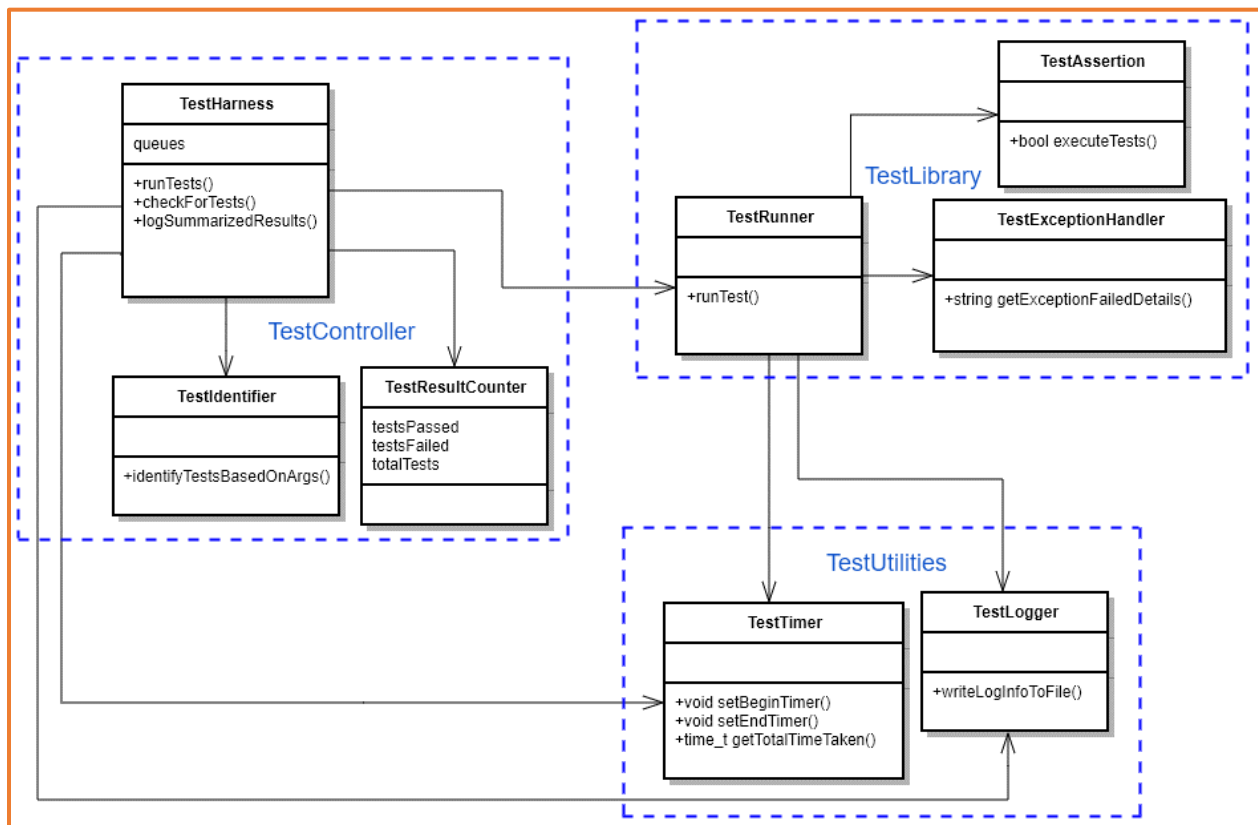 TestHarness
queues
+runTests()
+checkForTests()
+logSummarizedResults()
TestController
TestIdentifier
+identifyTestsBasedOnArgs()
TestResultCounter
testsPassed
testsFailed
totalTests
TestAssertion
+bool executeTests()
TestLibrary
TestRunner
+runTest()
TestExceptionHandler
+string getExceptionFailedDetails()
TestUtilities
TestTimer
+void setBeginTimer()
+void setEndTimer()
+time_t getTotalTimeTaken()
TestLogger
+writeLogInfoToFile()